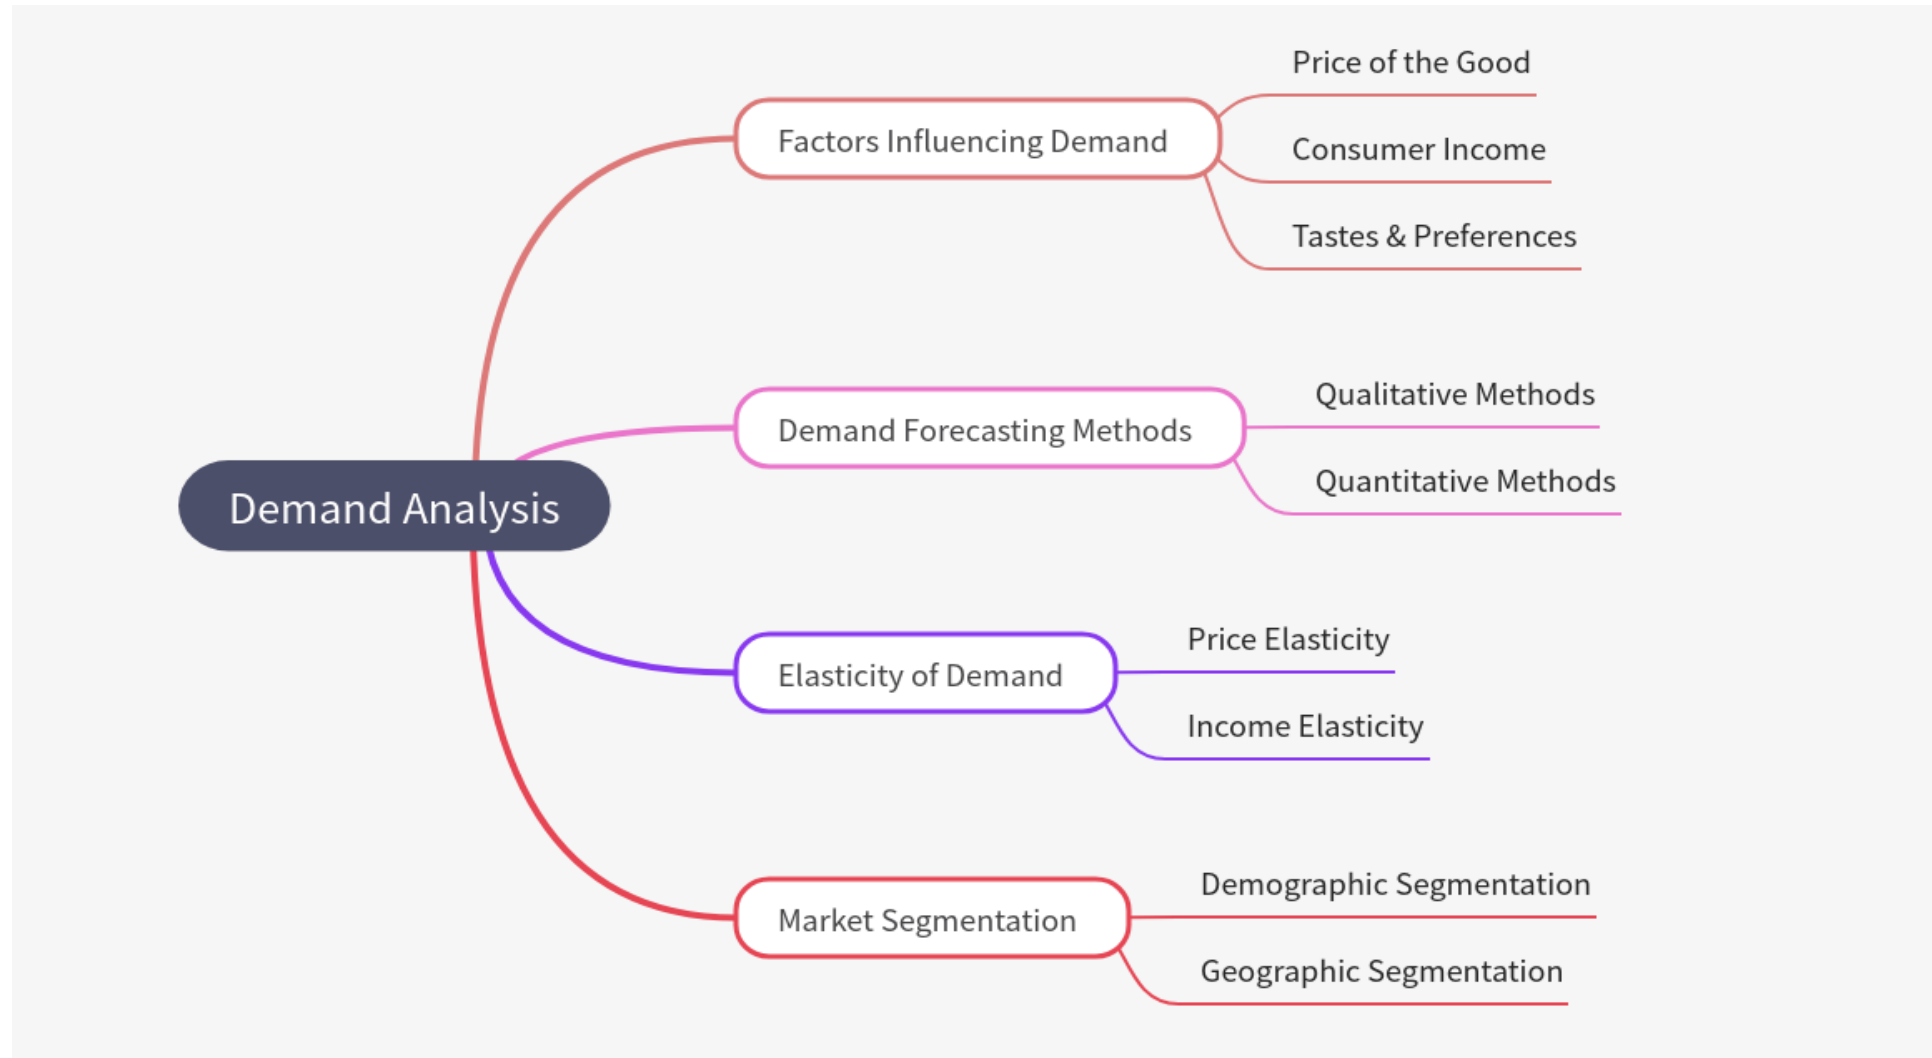 Demand Analysis
Factors Influencing Demand
Price of the Good
Consumer Income
Tastes & Preferences
Demand Forecasting Methods
Qualitative Methods
Quantitative Methods
Elasticity of Demand
Price Elasticity
Income Elasticity
Market Segmentation
Demographic Segmentation
Geographic Segmentation